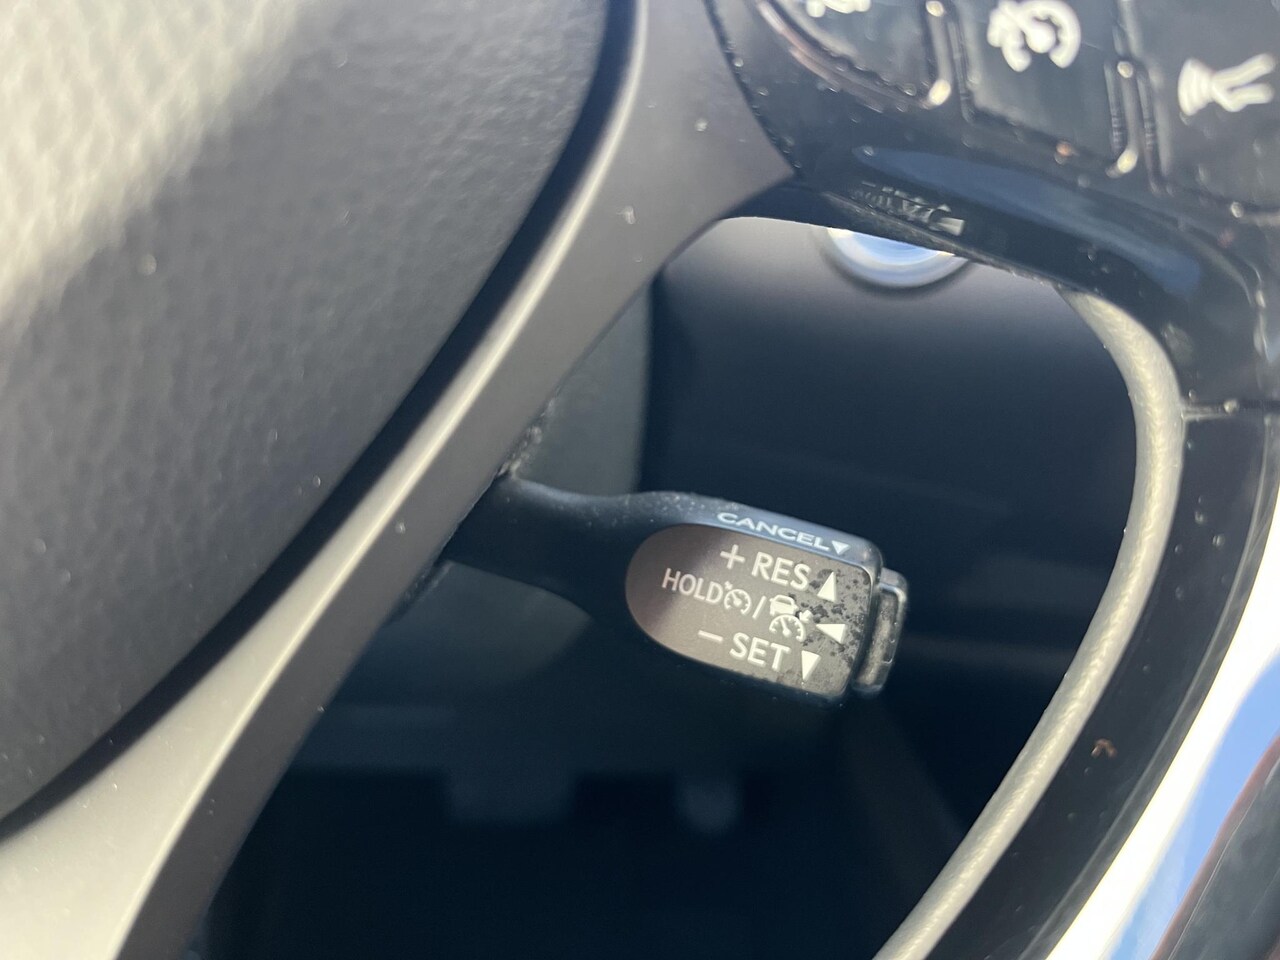 CANCEL▼
+ RES ▲
HOLD / ◀
- SET ▼